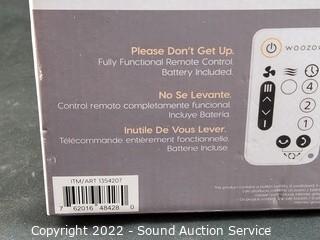 Please Don't Get Up.
Fully Functional Remote Control.
Battery Included.
WOOZOO
No Se Levante.
Control remoto completamente funcional.
Incluye Batería.
4
2
Inutile De Vous Lever.
Télécommande entièrement fonctionnelle.
Batterie Incluse
ITM/ART 1354207
7 62016 48428 0
Copyright 2022 - Sound Auction Service